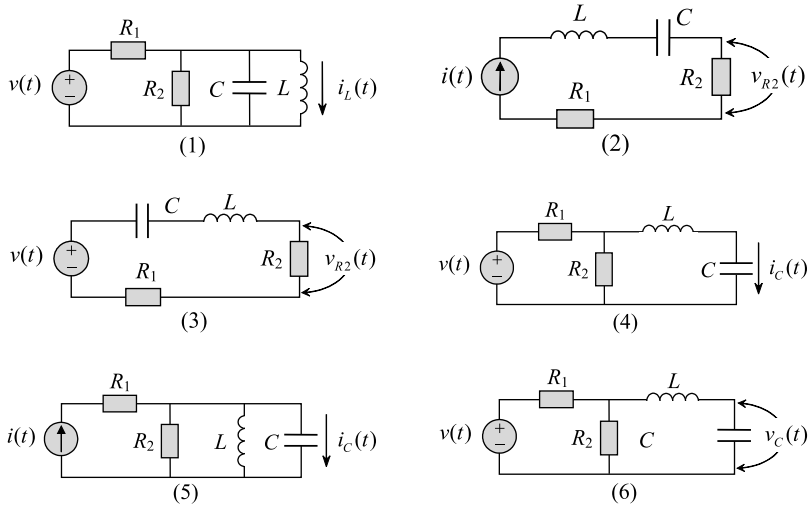 R1
v(t)
+
−
R2
C
L
iL(t)
(1)
L
C
i(t)
R2
vR2(t)
R1
(2)
C
L
v(t)
+
−
R2
vR2(t)
R1
(3)
R1
L
v(t)
+
−
R2
C
iC(t)
(4)
R1
i(t)
R2
L
C
iC(t)
(5)
R1
L
v(t)
+
−
R2
C
vC(t)
(6)